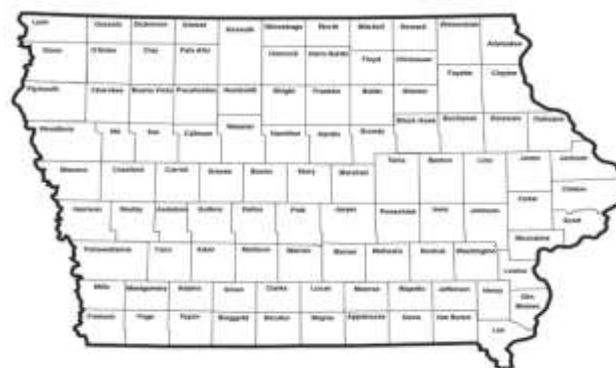 Lyon Osceola Dickinson Emmet Kossuth Winnebago Worth Mitchell Howard Winneshiek Allamakee
Sioux O'Brien Clay Palo Alto Hancock Cerro Gordo Floyd Chickasaw Fayette Clayton
Plymouth Cherokee Buena Vista Pocahontas Humboldt Wright Franklin Butler Bremer
Woodbury Ida Sac Calhoun Webster Hamilton Hardin Grundy Black Hawk Buchanan Delaware Dubuque
Monona Crawford Carroll Greene Boone Story Marshall Tama Benton Linn Jones Jackson
Harrison Shelby Audubon Guthrie Dallas Polk Jasper Poweshiek Iowa Johnson Cedar Clinton
Scott
Pottawattamie Cass Adair Madison Warren Marion Mahaska Keokuk Washington Muscatine
Louisa
Mills Montgomery Adams Union Clarke Lucas Monroe Wapello Jefferson Henry Des Moines
Fremont Page Taylor Ringgold Decatur Wayne Appanoose Davis Van Buren Lee